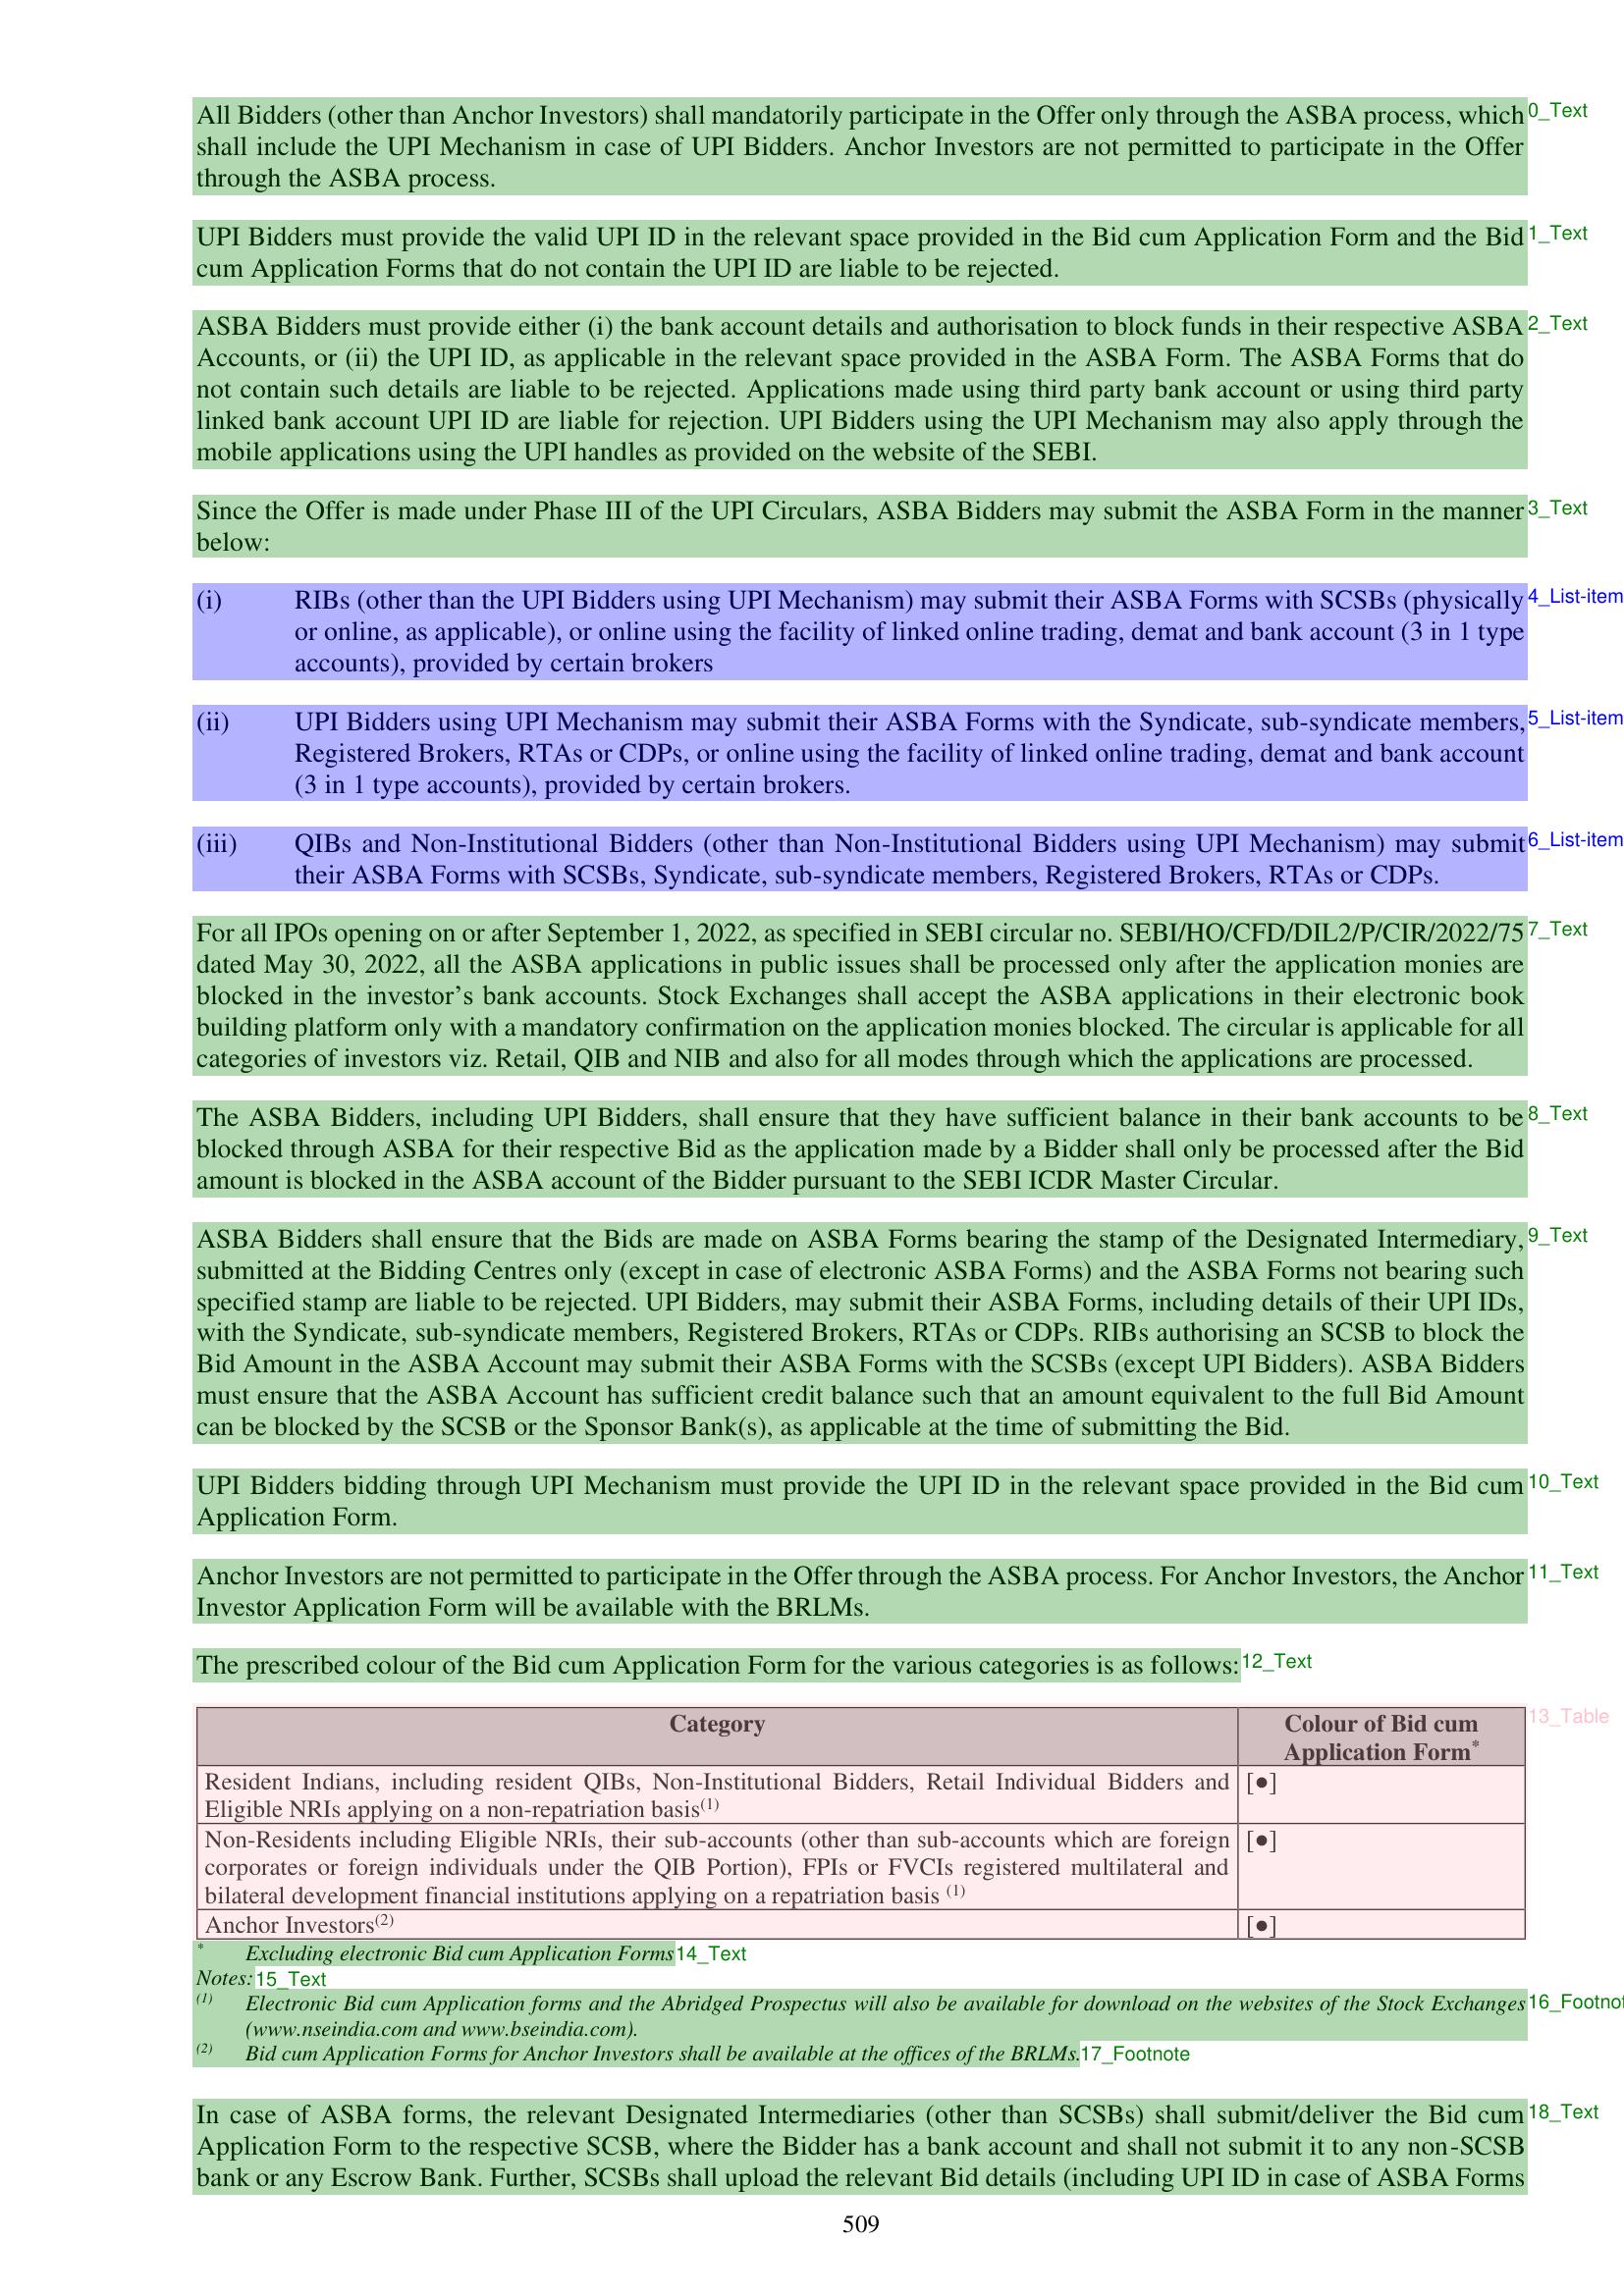 All Bidders (other than Anchor Investors) shall mandatorily participate in the Offer only through the ASBA process, which 0_Text
shall include the UPI Mechanism in case of UPI Bidders. Anchor Investors are not permitted to participate in the Offer
through the ASBA process.
UPI Bidders must provide the valid UPI ID in the relevant space provided in the Bid cum Application Form and the Bid 1_Text
cum Application Forms that do not contain the UPI ID are liable to be rejected.
ASBA Bidders must provide either (i) the bank account details and authorisation to block funds in their respective ASBA 2_Text
Accounts, or (ii) the UPI ID, as applicable in the relevant space provided in the ASBA Form. The ASBA Forms that do
not contain such details are liable to be rejected. Applications made using third party bank account or using third party
linked bank account UPI ID are liable for rejection. UPI Bidders using the UPI Mechanism may also apply through the
mobile applications using the UPI handles as provided on the website of the SEBI.
Since the Offer is made under Phase III of the UPI Circulars, ASBA Bidders may submit the ASBA Form in the manner 3_Text
below:
(i) RIBs (other than the UPI Bidders using UPI Mechanism) may submit their ASBA Forms with SCSBs (physically 4_List-item
or online, as applicable), or online using the facility of linked online trading, demat and bank account (3 in 1 type
accounts), provided by certain brokers
(ii) UPI Bidders using UPI Mechanism may submit their ASBA Forms with the Syndicate, sub-syndicate members, 5_List-item
Registered Brokers, RTAs or CDPs, or online using the facility of linked online trading, demat and bank account
(3 in 1 type accounts), provided by certain brokers.
(iii) QIBs and Non-Institutional Bidders (other than Non-Institutional Bidders using UPI Mechanism) may submit 6_List-item
their ASBA Forms with SCSBs, Syndicate, sub-syndicate members, Registered Brokers, RTAs or CDPs.
For all IPOs opening on or after September 1, 2022, as specified in SEBI circular no. SEBI/HO/CFD/DIL2/P/CIR/2022/75 7_Text
dated May 30, 2022, all the ASBA applications in public issues shall be processed only after the application monies are
blocked in the investor’s bank accounts. Stock Exchanges shall accept the ASBA applications in their electronic book
building platform only with a mandatory confirmation on the application monies blocked. The circular is applicable for all
categories of investors viz. Retail, QIB and NIB and also for all modes through which the applications are processed.
The ASBA Bidders, including UPI Bidders, shall ensure that they have sufficient balance in their bank accounts to be 8_Text
blocked through ASBA for their respective Bid as the application made by a Bidder shall only be processed after the Bid
amount is blocked in the ASBA account of the Bidder pursuant to the SEBI ICDR Master Circular.
ASBA Bidders shall ensure that the Bids are made on ASBA Forms bearing the stamp of the Designated Intermediary, 9_Text
submitted at the Bidding Centres only (except in case of electronic ASBA Forms) and the ASBA Forms not bearing such
specified stamp are liable to be rejected. UPI Bidders, may submit their ASBA Forms, including details of their UPI IDs,
with the Syndicate, sub-syndicate members, Registered Brokers, RTAs or CDPs. RIBs authorising an SCSB to block the
Bid Amount in the ASBA Account may submit their ASBA Forms with the SCSBs (except UPI Bidders). ASBA Bidders
must ensure that the ASBA Account has sufficient credit balance such that an amount equivalent to the full Bid Amount
can be blocked by the SCSB or the Sponsor Bank(s), as applicable at the time of submitting the Bid.
UPI Bidders bidding through UPI Mechanism must provide the UPI ID in the relevant space provided in the Bid cum 10_Text
Application Form.
Anchor Investors are not permitted to participate in the Offer through the ASBA process. For Anchor Investors, the Anchor 11_Text
Investor Application Form will be available with the BRLMs.
The prescribed colour of the Bid cum Application Form for the various categories is as follows: 12_Text
13_Table
Category Colour of Bid cum
Application Form*
Resident Indians, including resident QIBs, Non-Institutional Bidders, Retail Individual Bidders and [●]
Eligible NRIs applying on a non-repatriation basis(1)
Non-Residents including Eligible NRIs, their sub-accounts (other than sub-accounts which are foreign [●]
corporates or foreign individuals under the QIB Portion), FPIs or FVCIs registered multilateral and
bilateral development financial institutions applying on a repatriation basis (1)
Anchor Investors(2) [●]
* Excluding electronic Bid cum Application Forms 14_Text
Notes: 15_Text
(1) Electronic Bid cum Application forms and the Abridged Prospectus will also be available for download on the websites of the Stock Exchanges 16_Footno
(www.nseindia.com and www.bseindia.com).
(2) Bid cum Application Forms for Anchor Investors shall be available at the offices of the BRLMs. 17_Footnote
In case of ASBA forms, the relevant Designated Intermediaries (other than SCSBs) shall submit/deliver the Bid cum 18_Text
Application Form to the respective SCSB, where the Bidder has a bank account and shall not submit it to any non-SCSB
bank or any Escrow Bank. Further, SCSBs shall upload the relevant Bid details (including UPI ID in case of ASBA Forms
509